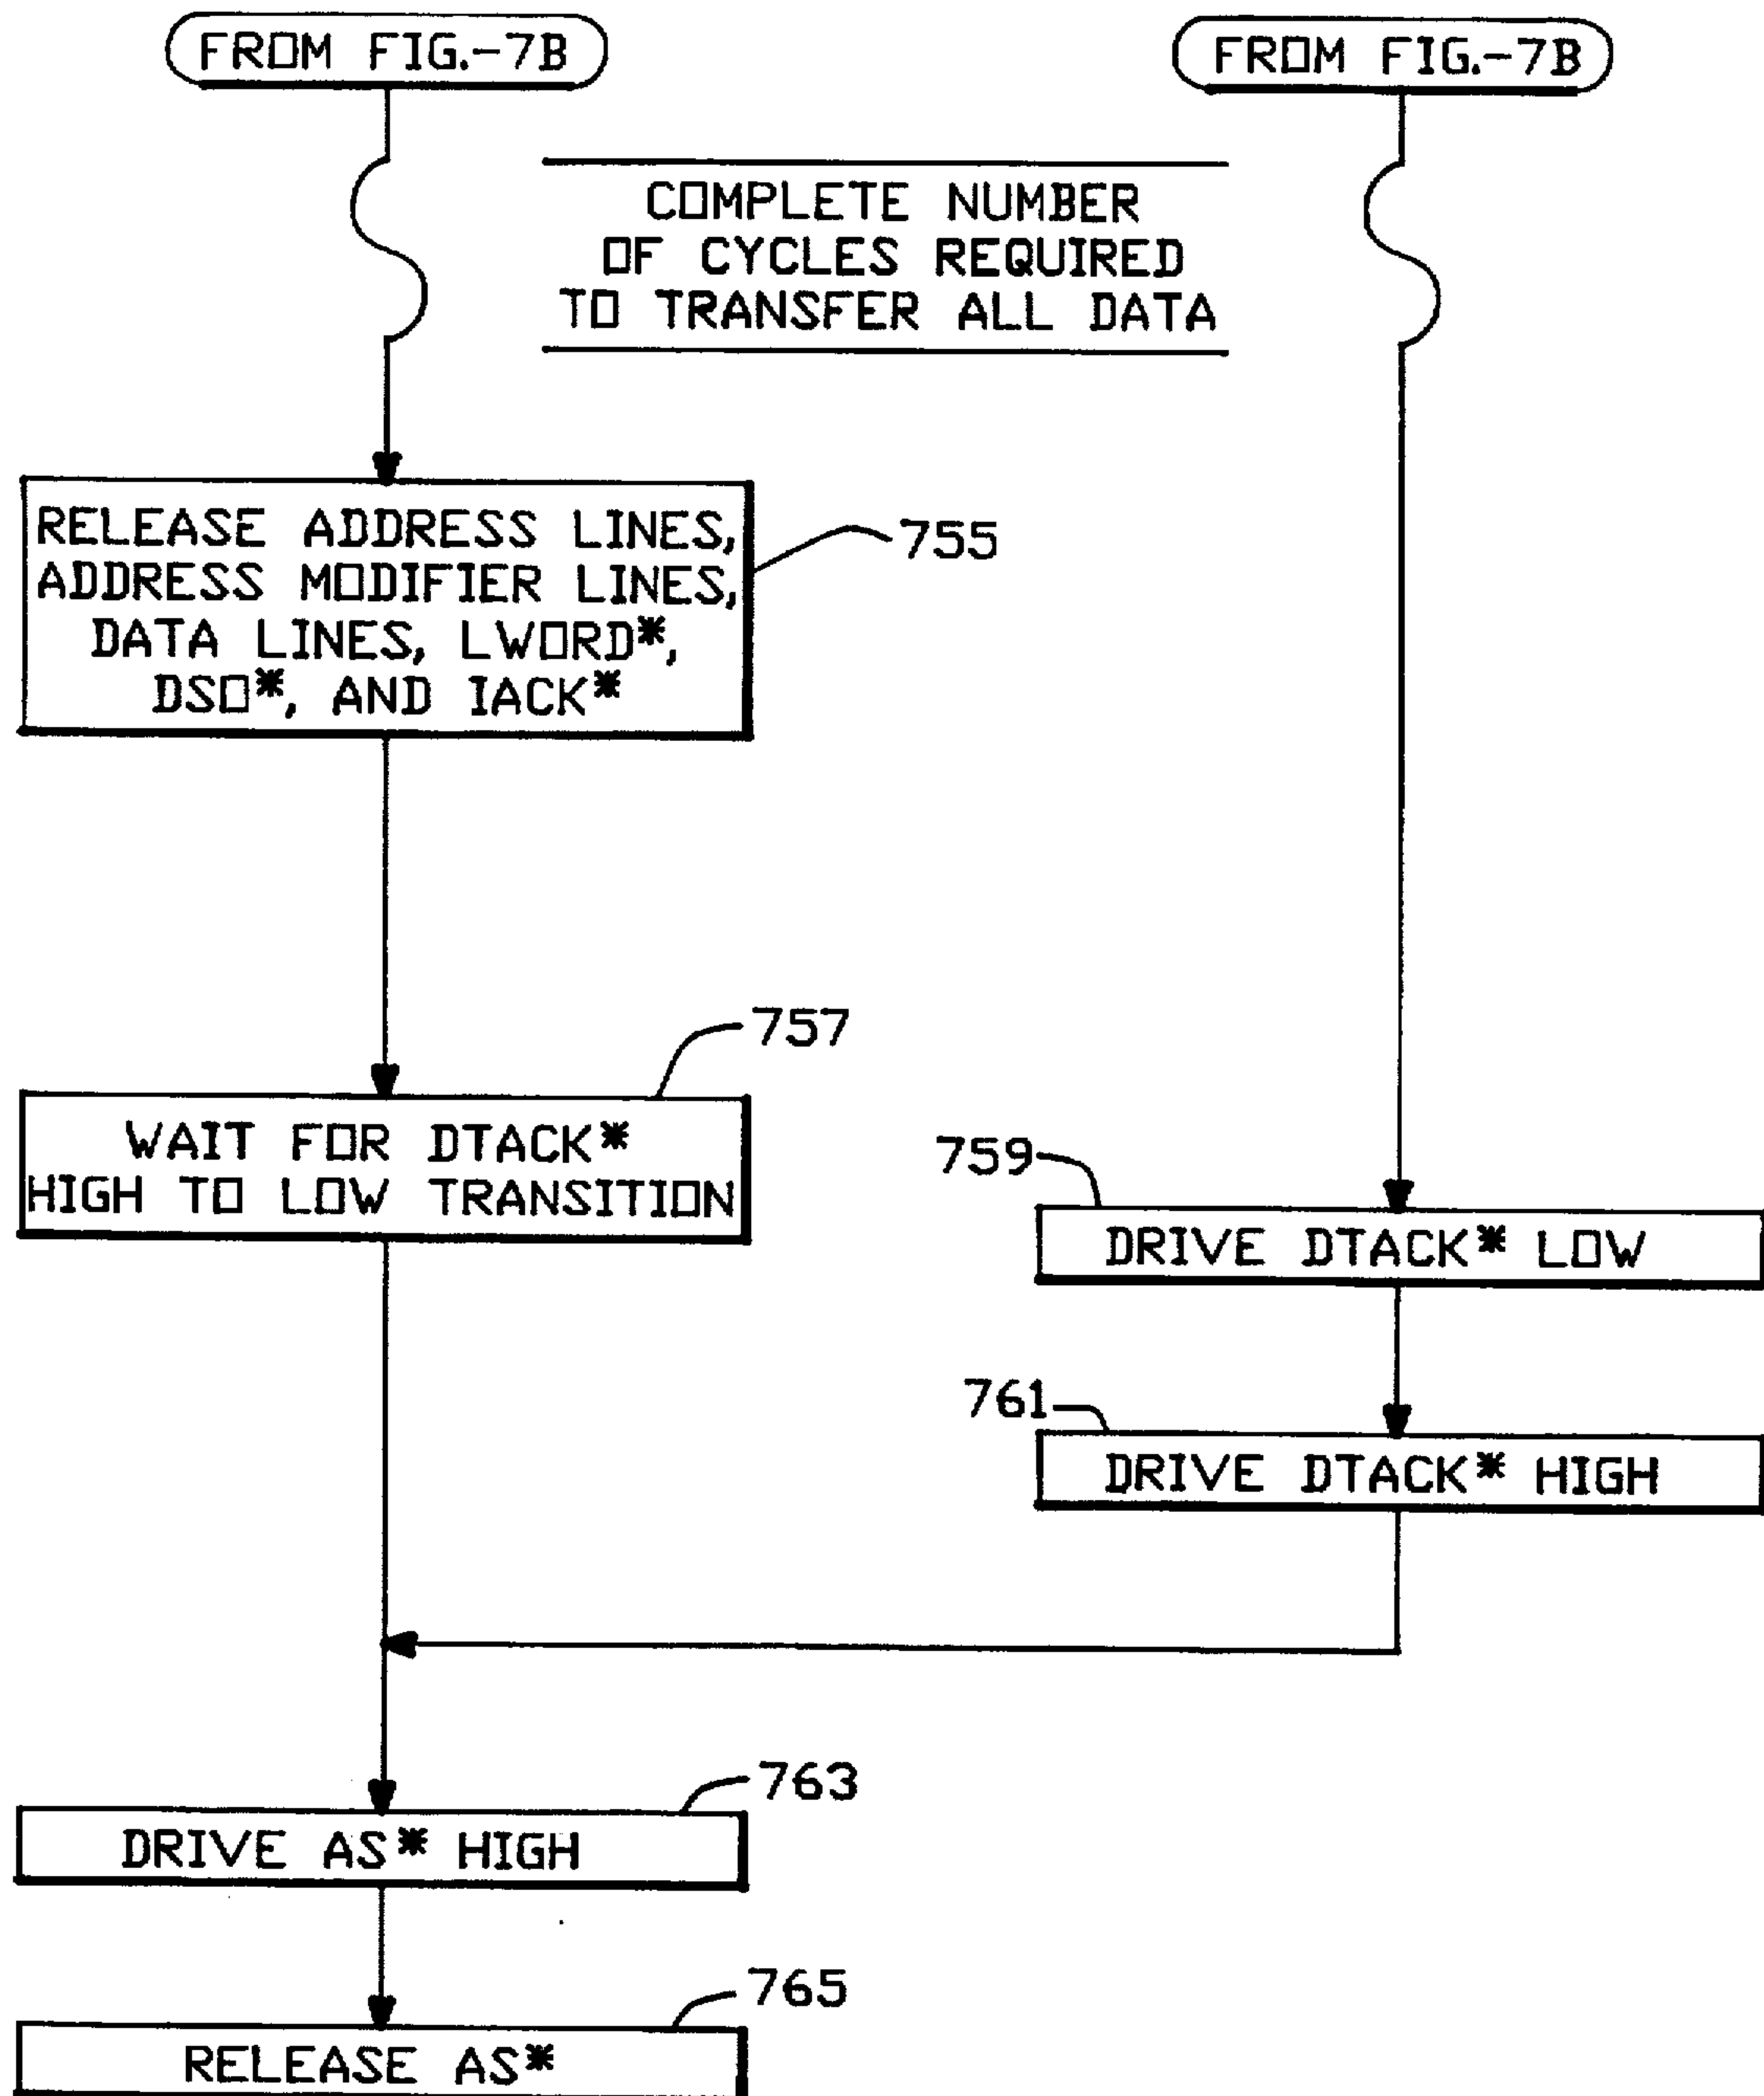 FROM FIG.-7B
FROM FIG.-7B
COMPLETE NUMBER
OF CYCLES REQUIRED
TO TRANSFER ALL DATA
RELEASE ADDRESS LINES,
ADDRESS MODIFIER LINES,
DATA LINES, LWORD*,
DSO*, AND IACK*
755
WAIT FOR DTACK*
HIGH TO LOW TRANSITION
757
759
DRIVE DTACK* LOW
761
DRIVE DTACK* HIGH
763
DRIVE AS* HIGH
765
RELEASE AS*